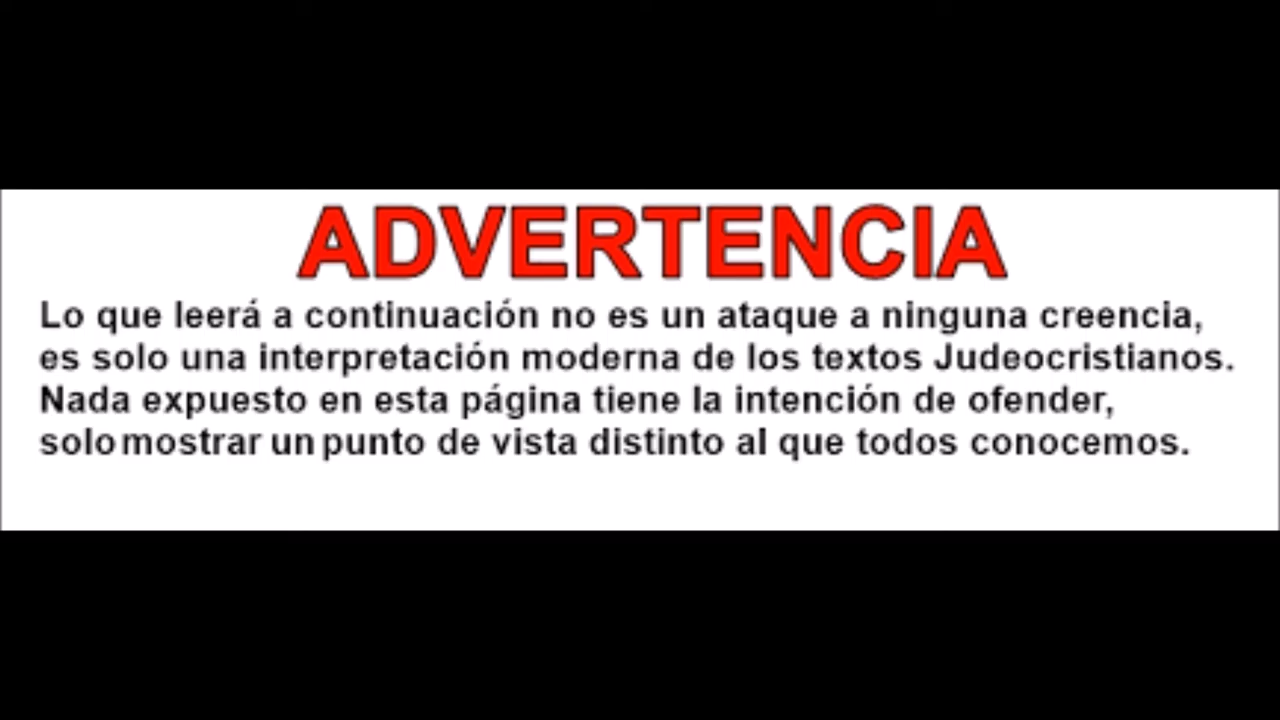 ADVERTENCIA
Lo que leerá a continuación no es un ataque a ninguna creencia,
es solo una interpretación moderna de los textos Judeocristianos.
Nada expuesto en esta página tiene la intención de ofender,
solo mostrar un punto de vista distinto al que todos conocemos.